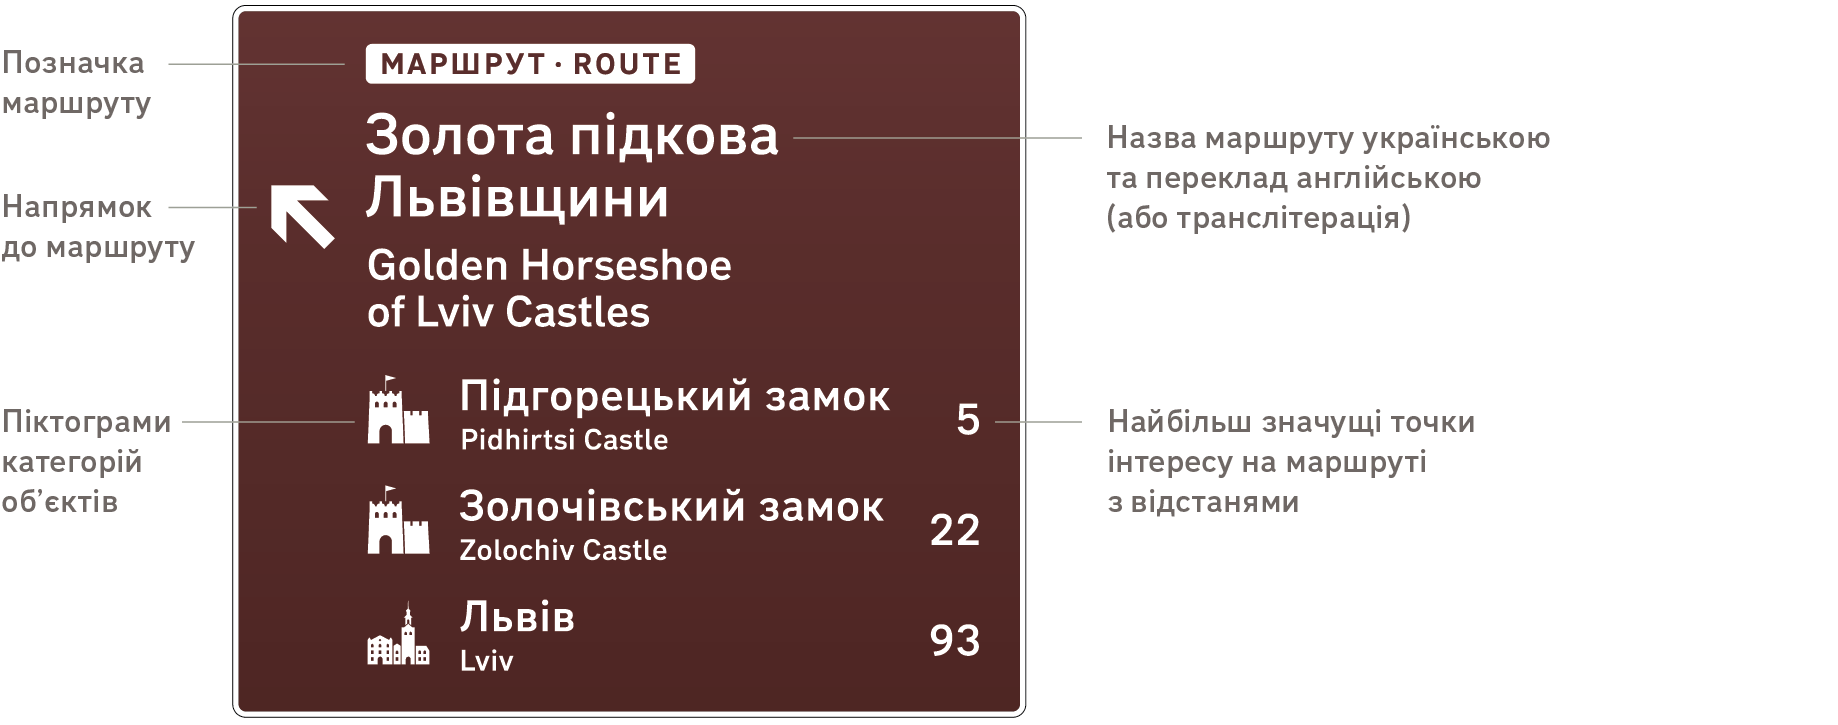 Позначка
маршруту
Напрямок
до маршруту
Піктограми
категорій
об’єктів
МАРШРУТ · ROUTE
Золота підкова
Львівщини
Golden Horseshoe
of Lviv Castles
Підгорецький замок 5
Pidhirtsi Castle
Золочівський замок 22
Zolochiv Castle
Львів 93
Lviv
Назва маршруту українською
та переклад англійською
(або транслітерація)
Найбільш значущі точки
інтересу на маршруті
з відстанями